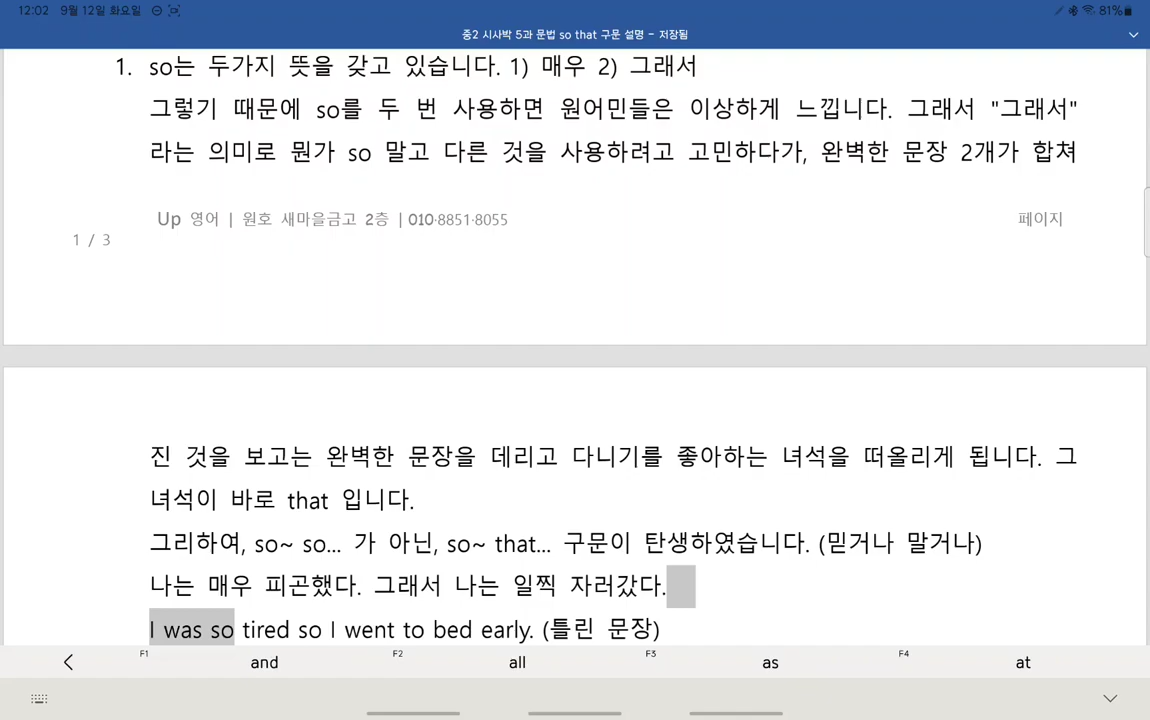 12:02 9월 12일 화요일 81%
중2 시사박 5과 문법 so that 구문 설명 – 저장됨
1. so는 두가지 뜻을 갖고 있습니다. 1) 매우 2) 그래서
그렇기 때문에 so를 두 번 사용하면 원어민들은 이상하게 느낍니다. 그래서 "그래서"
라는 의미로 뭔가 so 말고 다른 것을 사용하려고 고민하다가, 완벽한 문장 2개가 합쳐
Up 영어 | 원호 새마을금고 2층 | 010·8851·8055 페이지
1 / 3
진 것을 보고는 완벽한 문장을 데리고 다니기를 좋아하는 녀석을 떠올리게 됩니다. 그
녀석이 바로 that 입니다.
그리하여, so~ so... 가 아닌, so~ that... 구문이 탄생하였습니다. (믿거나 말거나)
나는 매우 피곤했다. 그래서 나는 일찍 자러갔다.
I was so tired so I went to bed early. (틀린 문장)
F1 and F2 all F3 as F4 at